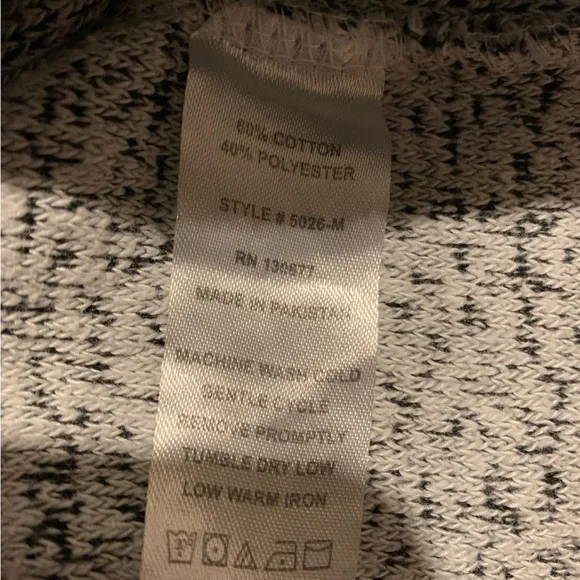 60% COTTON
40% POLYESTER
STYLE # 5026-M
RN 130877
MADE IN PAKISTAN
MACHINE WASH COLD
GENTLE CYCLE
REMOVE PROMPTLY
TUMBLE DRY LOW
LOW WARM IRON